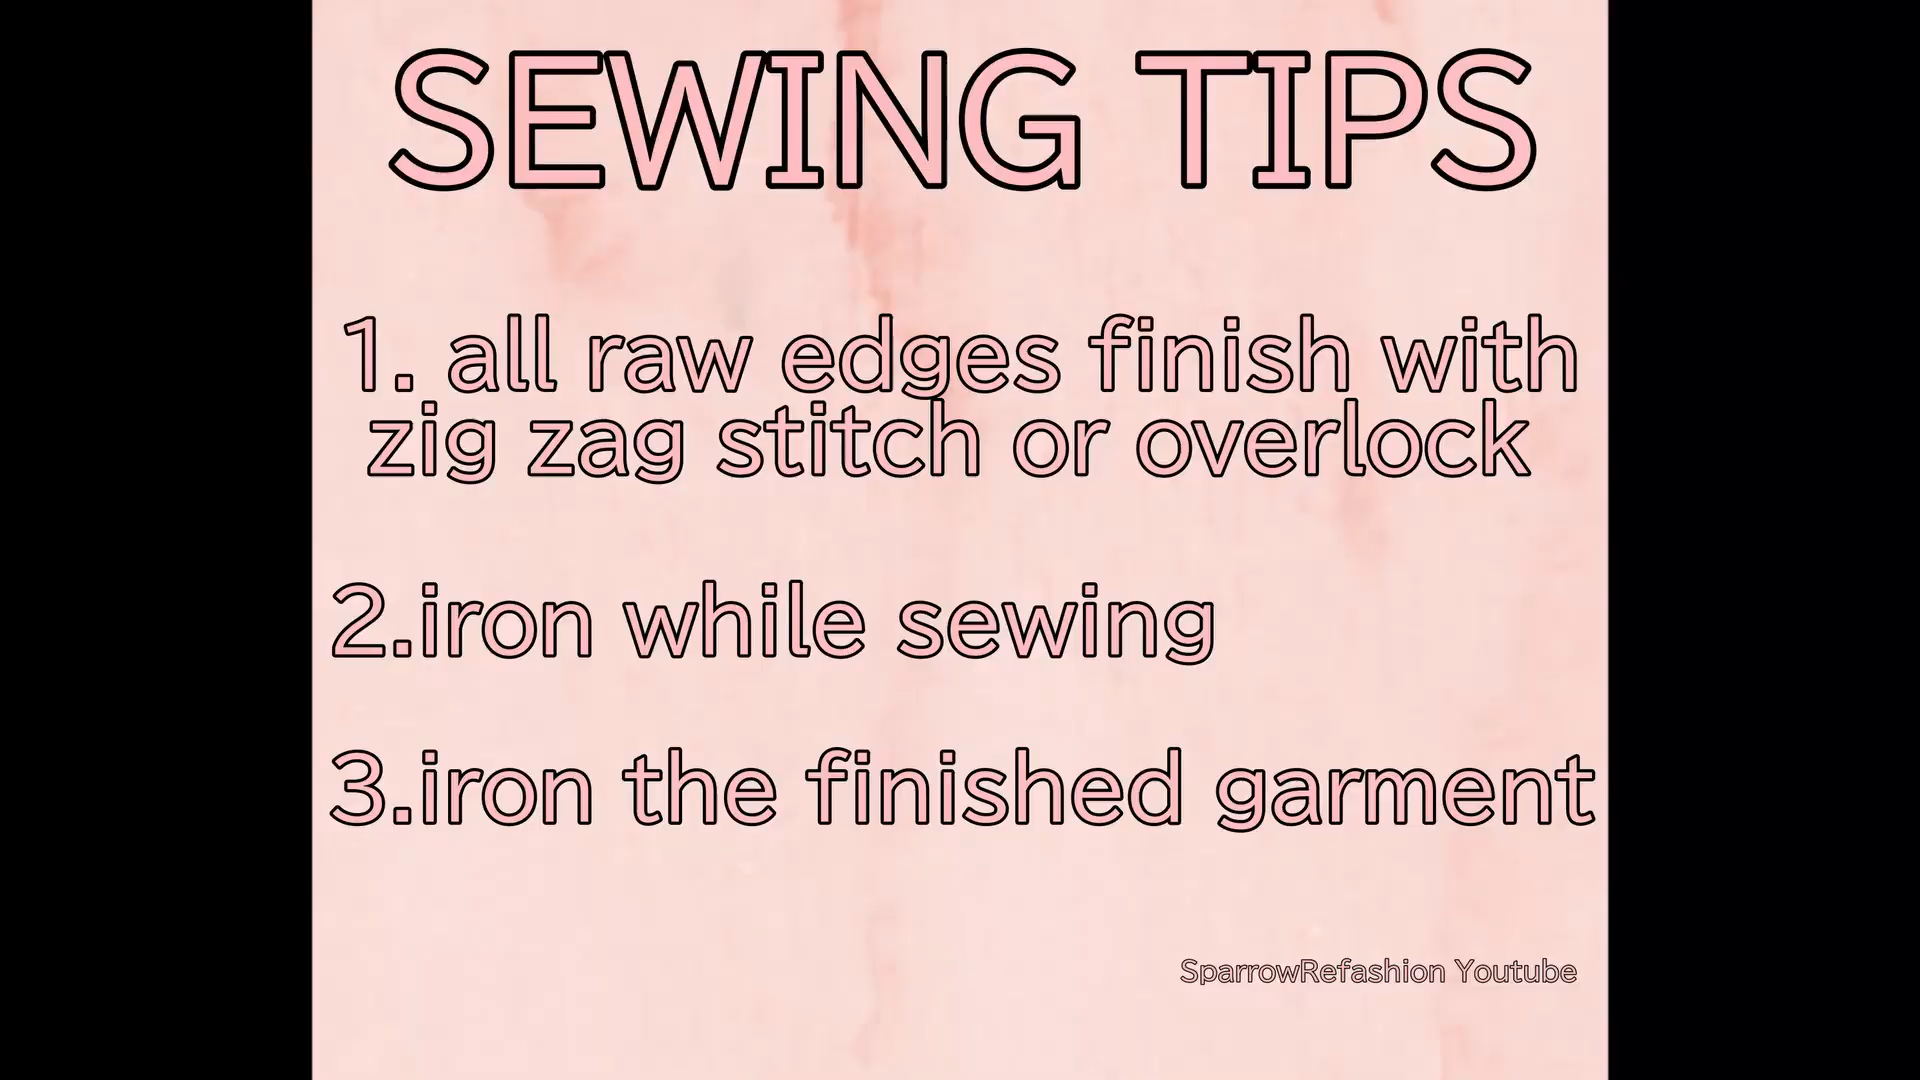 SEWING TIPS
1. all raw edges finish with
zig zag stitch or overlock
2.iron while sewing
3.iron the finished garment
SparrowRefashion Youtube